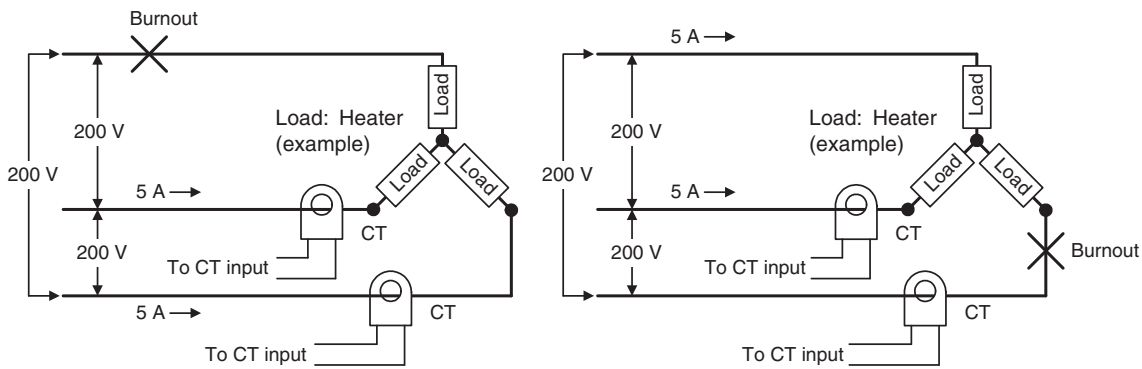 Burnout
5 A
Load
Load: Heater
(example)
200 V
200 V
Load
Load
5 A
CT
200 V
To CT input
5 A
CT
To CT input
5 A
Load
Load: Heater
(example)
200 V
200 V
Load
Load
5 A
CT
200 V
Burnout
To CT input
CT
To CT input